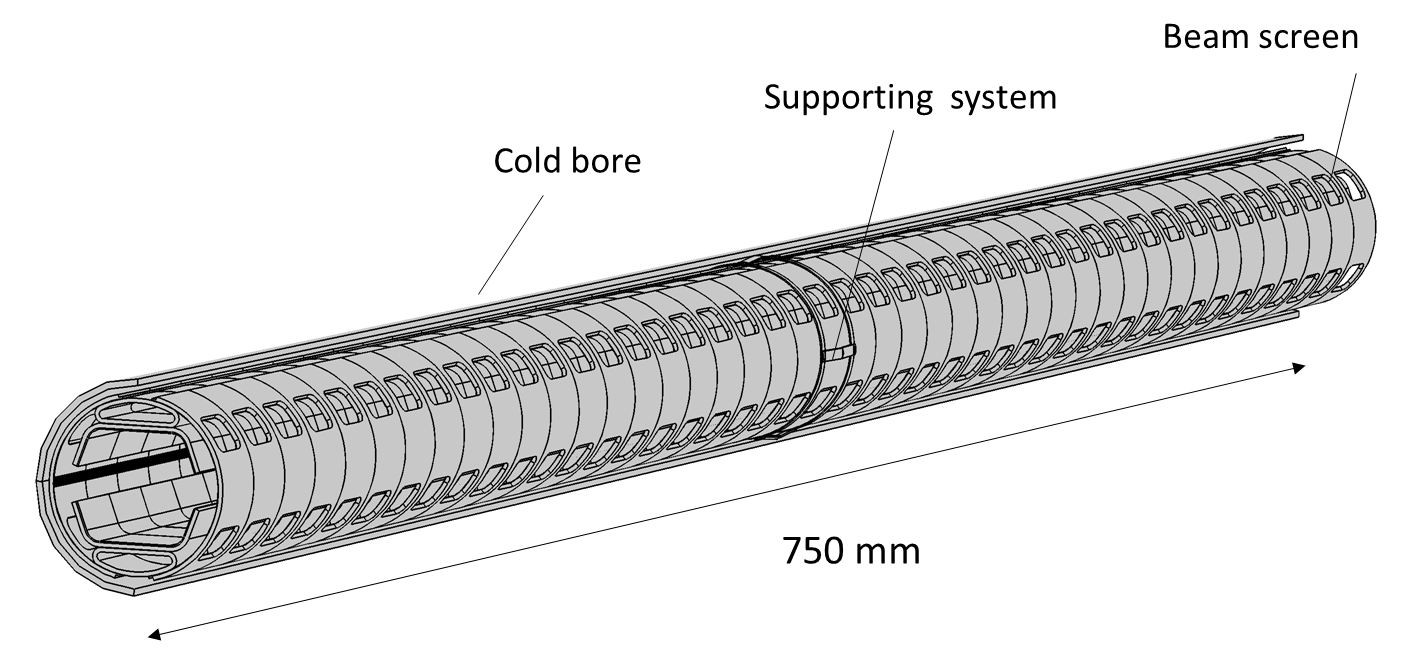 Beam screen
Supporting system
Cold bore
750 mm